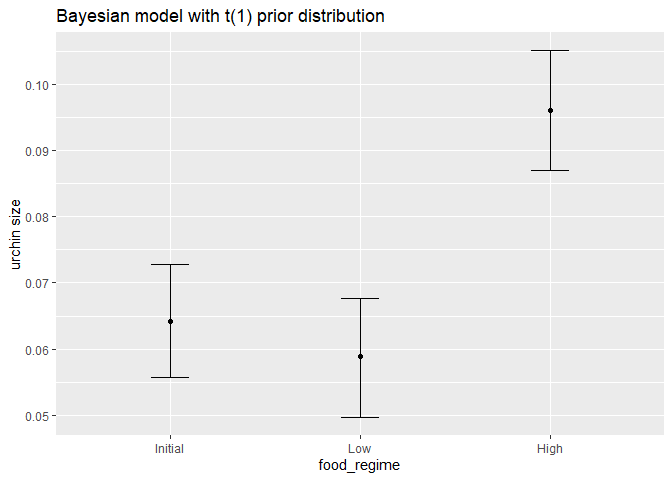 Bayesian model with t(1) prior distribution
urchin size
0.10
0.09
0.08
0.07
0.06
0.05
Initial Low High
food_regime